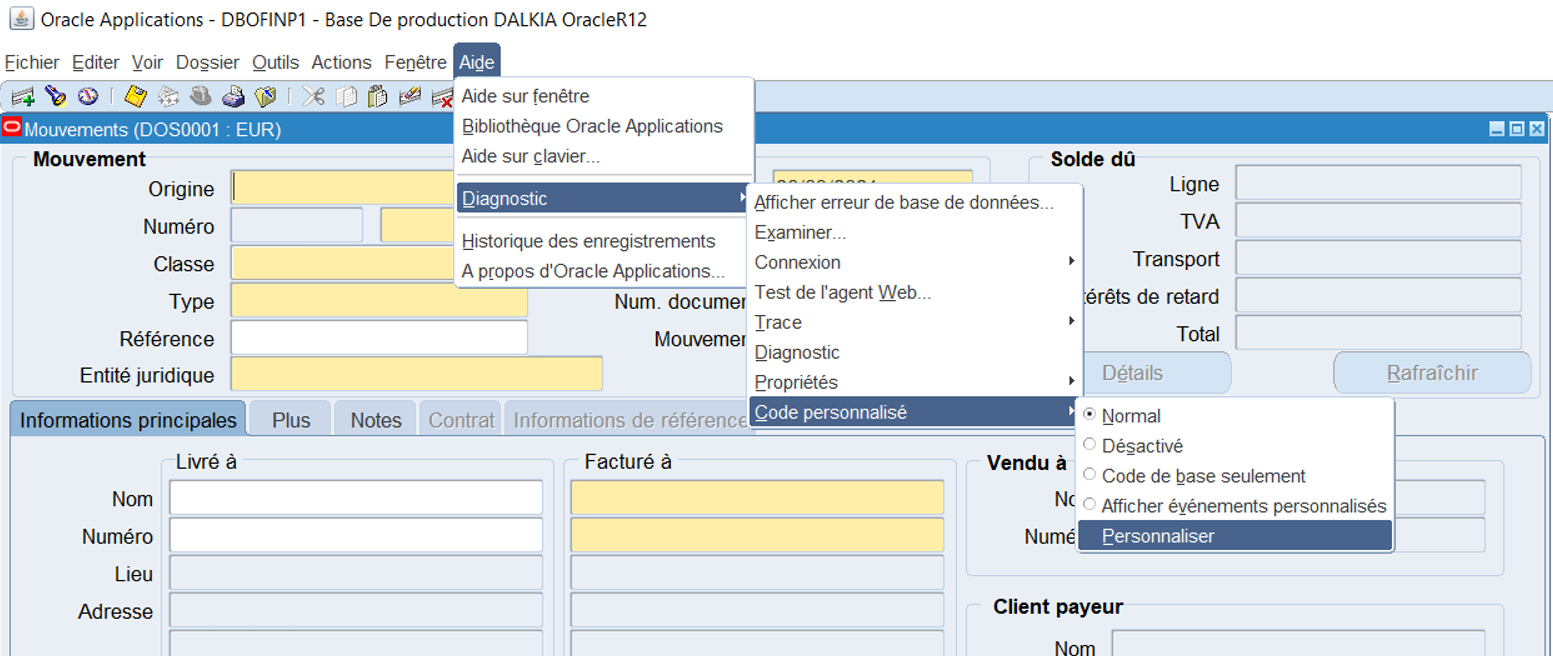 Oracle Applications - DBOFINP1 - Base De production DALKIA OracleR12
Fichier Editer Voir Dossier Outils Actions Fenêtre Aide
Aide sur fenêtre
Bibliothèque Oracle Applications
Aide sur clavier...
Diagnostic
Historique des enregistrements
A propos d'Oracle Applications...
Afficher erreur de base de données...
Examiner...
Connexion
Test de l'agent Web...
Trace
Diagnostic
Propriétés
Code personnalisé
Normal
Désactivé
Code de base seulement
Afficher événements personnalisés
Personnaliser
Mouvements (DOS0001 : EUR)
Mouvement
Origine
Numéro
Classe
Type
Référence
Entité juridique
Num. documen
Mouvemen
Solde dû
Ligne
TVA
Transport
térêts de retard
Total
Détails
Rafraîchir
Informations principales Plus Notes Contrat Informations de référence
Livré à
Nom
Numéro
Lieu
Adresse
Facturé à
Vendu à
No
Numé
Client payeur
Nom